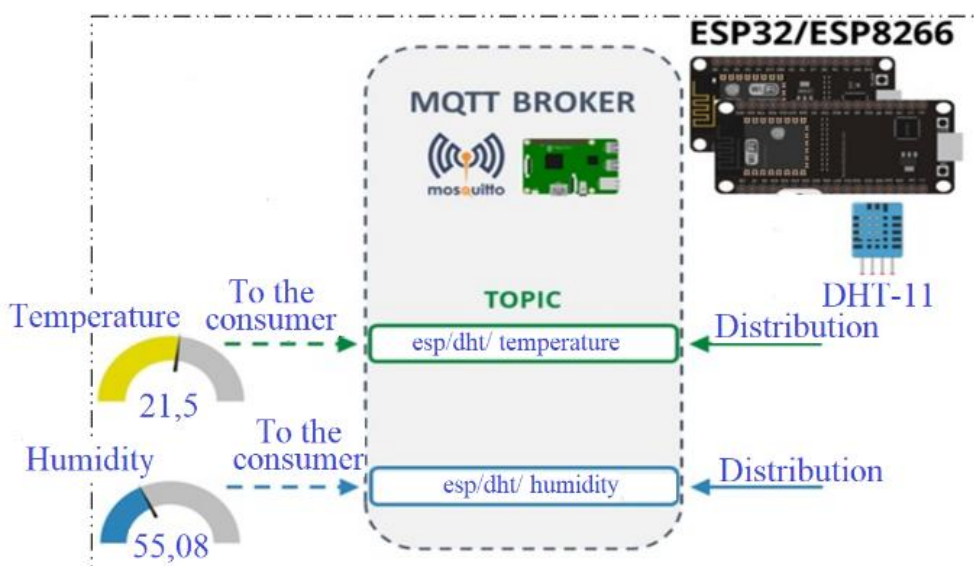 ESP32/ESP8266
MQTT BROKER
mosquitto
DHT-11
TOPIC
Temperature
To the
consumer
esp/dht/ temperature
Distribution
21,5
Humidity
To the
consumer
esp/dht/ humidity
Distribution
55,08